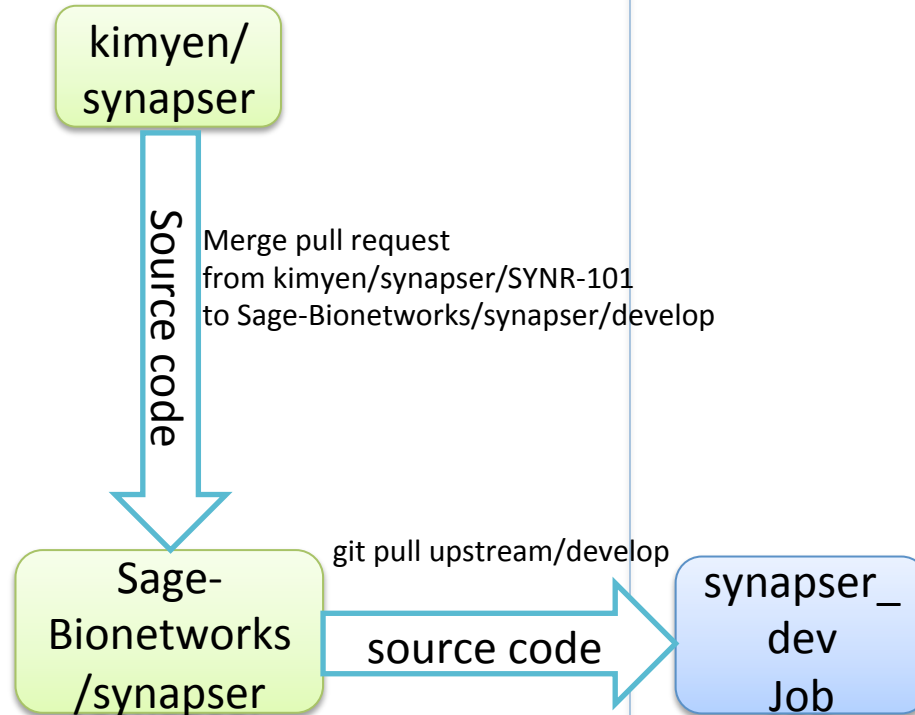 kimyen/
synapser
Source code
Merge pull request
from kimyen/synapser/SYNR-101
to Sage-Bionetworks/synapser/develop
git pull upstream/develop
Sage-
Bionetworks
/synapser
source code
synapser_
dev
Job